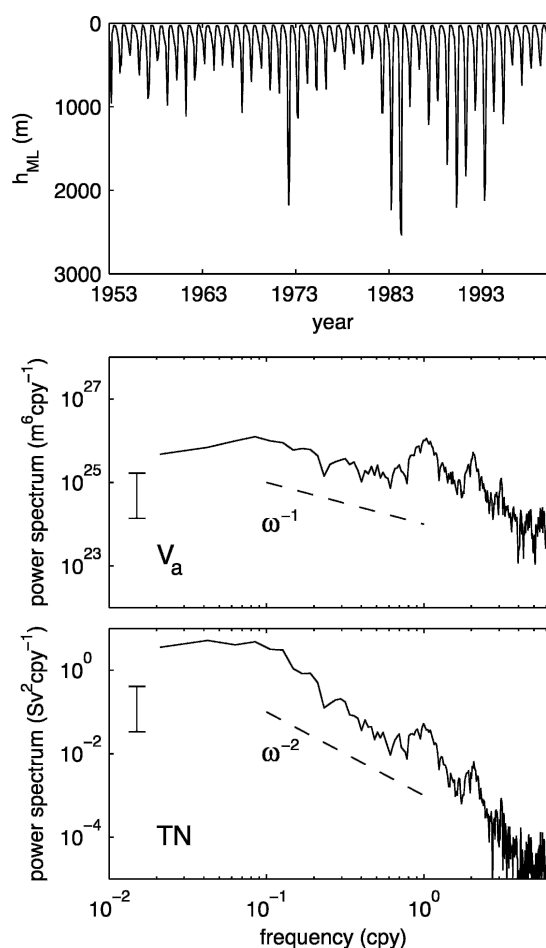 0
1000
2000
3000
h_ML (m)
1953 1963 1973 1983 1993
year
10^27
10^25
10^23
power spectrum (m^6cpy^-1)
ω^-1
V_a
10^0
10^-2
10^-4
power spectrum (Sv^2cpy^-1)
ω^-2
TN
10^-2 10^-1 10^0
frequency (cpy)